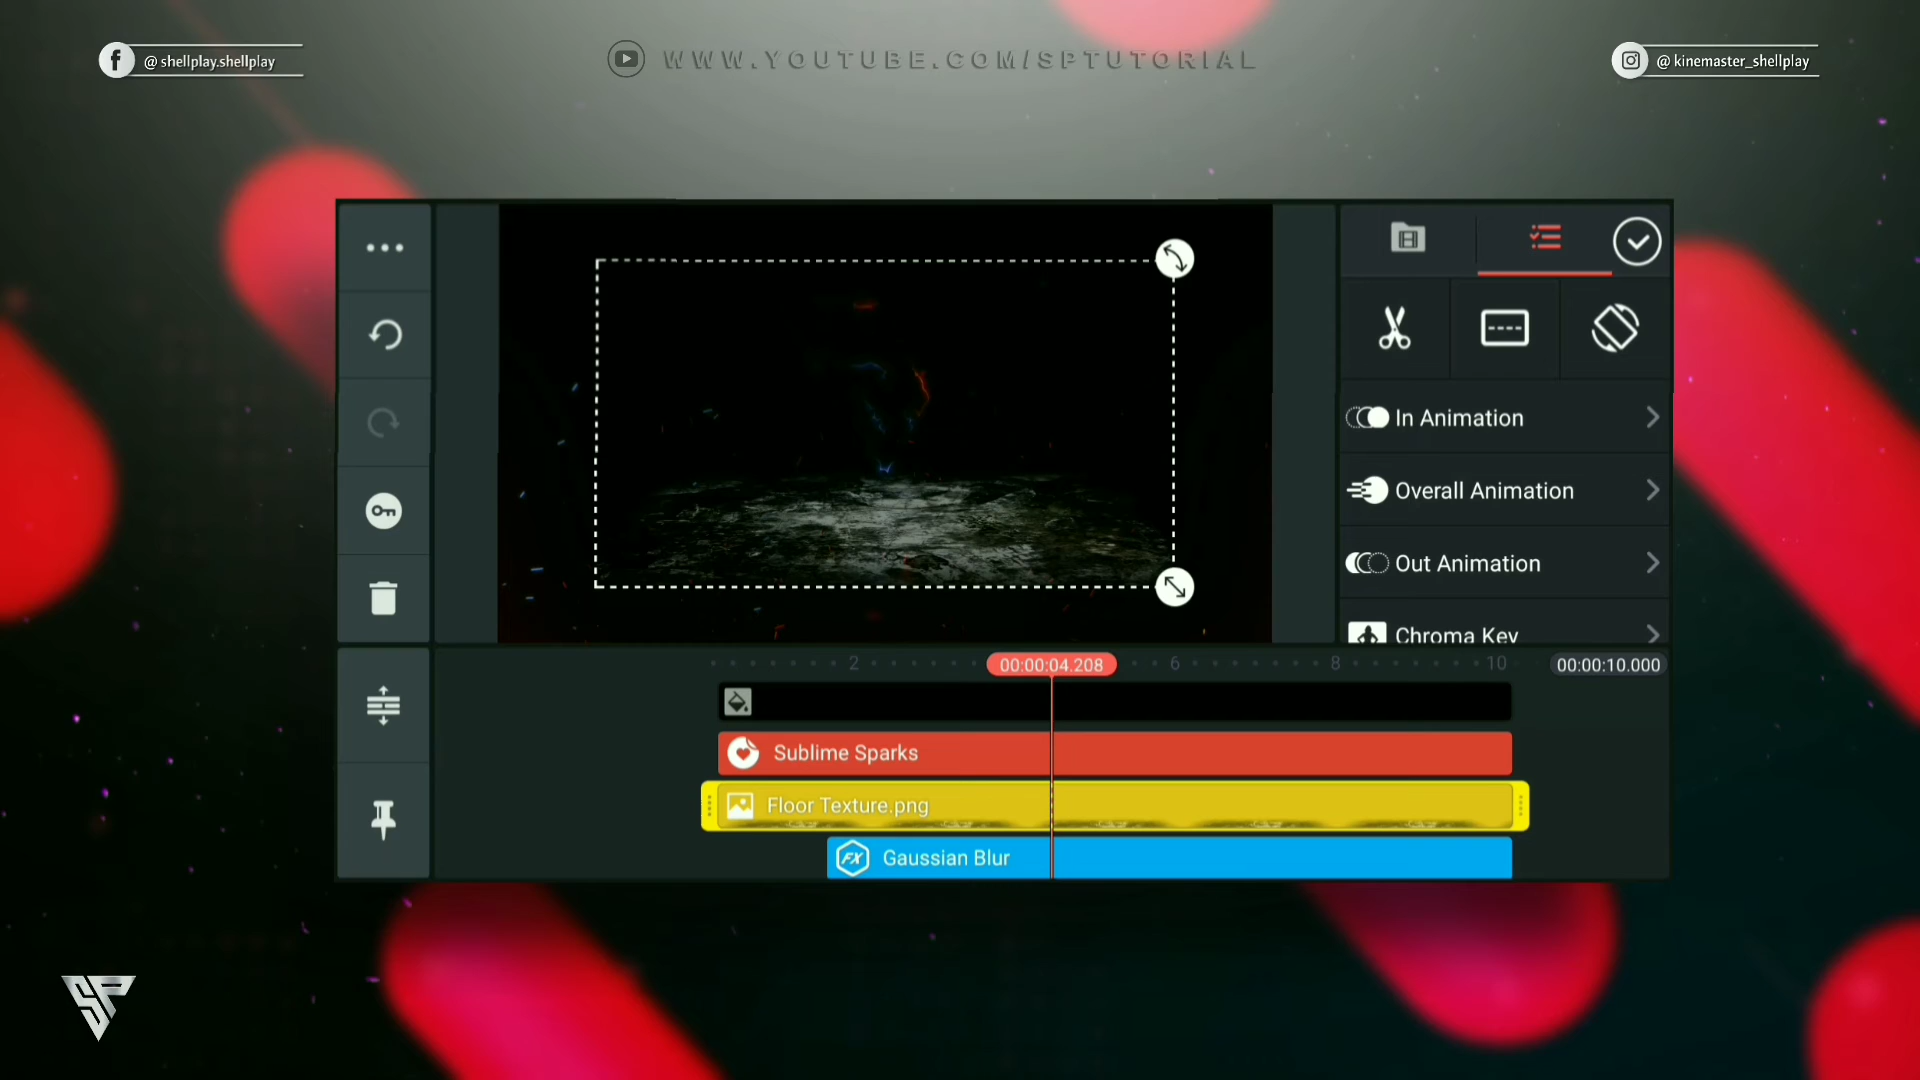 @ shellplay.shellplay
WWW.YOUTUBE.COM/SPTUTORIAL
@ kinemaster_shellplay
In Animation
Overall Animation
Out Animation
Chroma Key
2
00:00:04.208
6
8
10
00:00:10.000
Sublime Sparks
Floor Texture.png
FX
Gaussian Blur